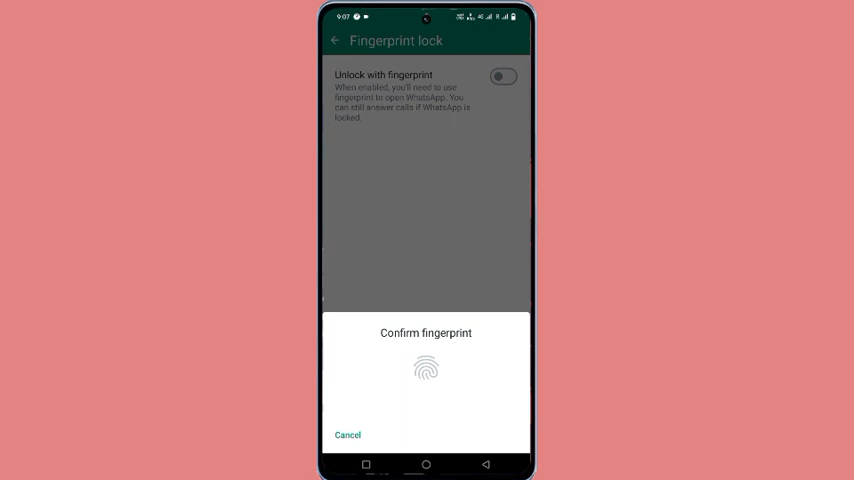 9:07
Fingerprint lock
Unlock with fingerprint
When enabled, you'll need to use
fingerprint to open WhatsApp. You
can still answer calls if WhatsApp is
locked.
Confirm fingerprint
Cancel